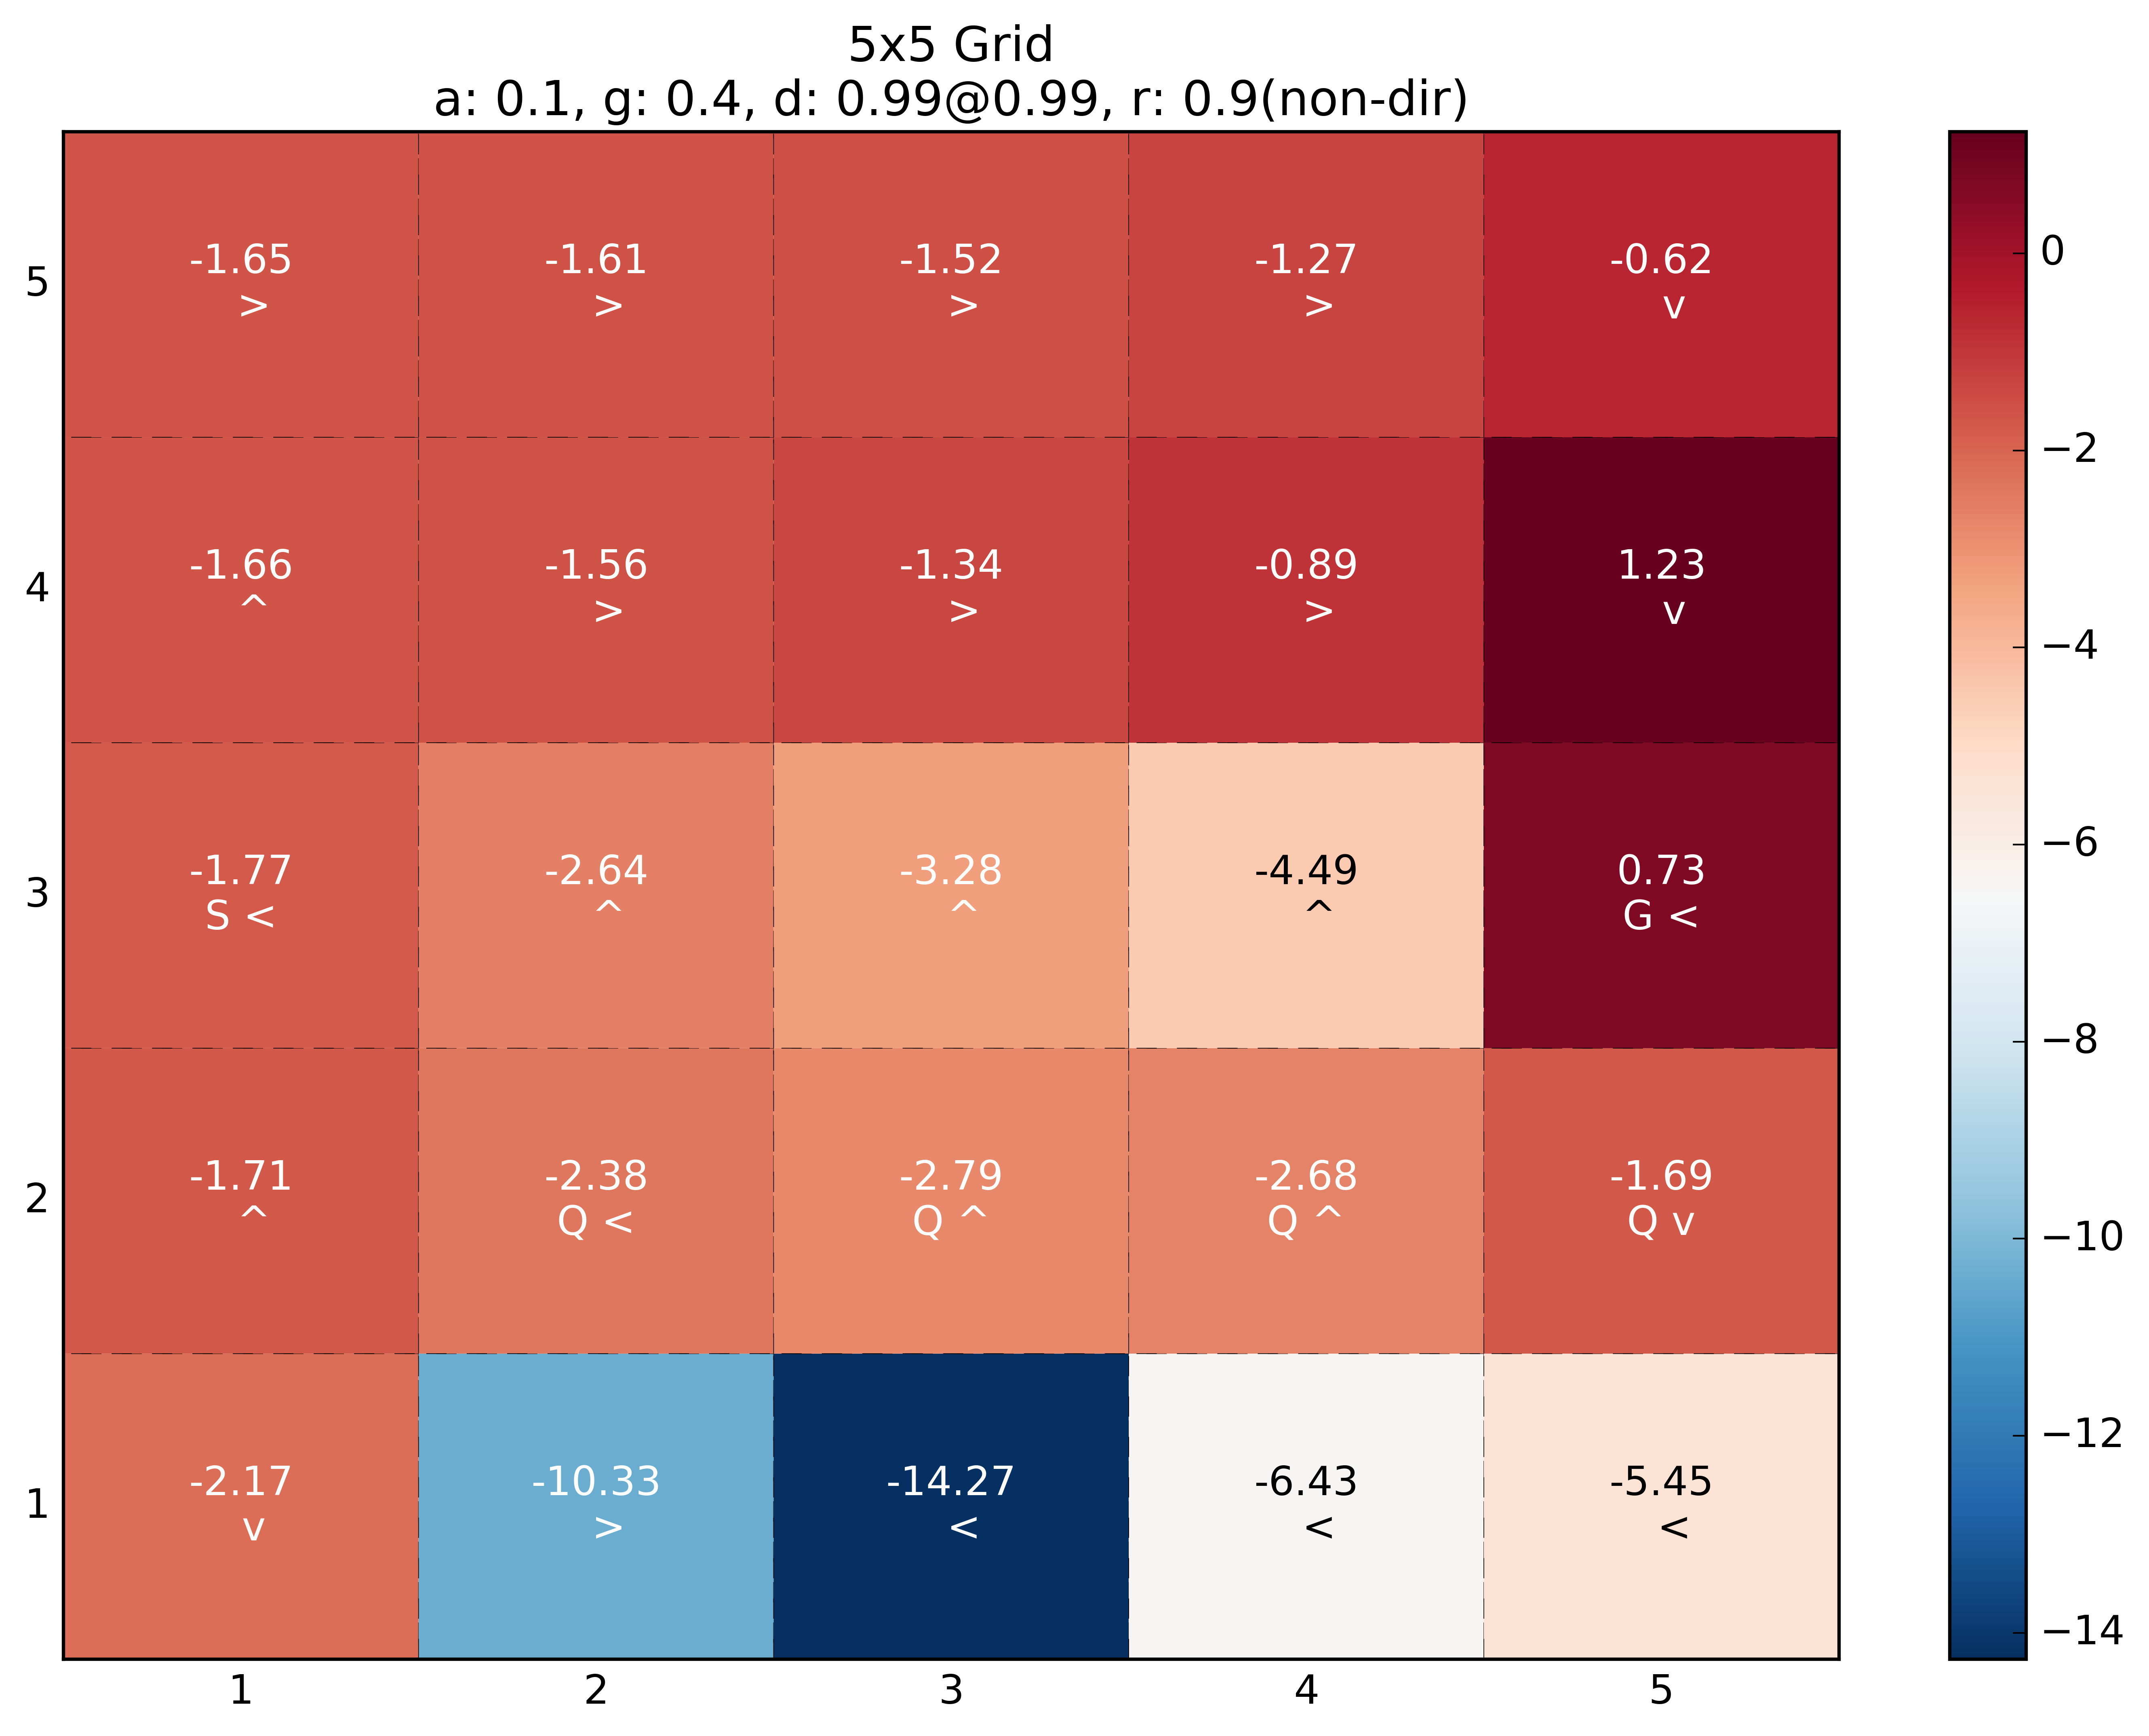 5x5 Grid
a: 0.1, g: 0.4, d: 0.99@0.99, r: 0.9(non-dir)
5
-1.65 -1.61 -1.52 -1.27 -0.62
> > > > v
4
-1.66 -1.56 -1.34 -0.89 1.23
^ > > > v
3
-1.77 -2.64 -3.28 -4.49 0.73
S < ^ ^ ^ G <
2
-1.71 -2.38 -2.79 -2.68 -1.69
^ Q < Q ^ Q ^ Q v
1
-2.17 -10.33 -14.27 -6.43 -5.45
v > < < <
1 2 3 4 5
0
−2
−4
−6
−8
−10
−12
−14